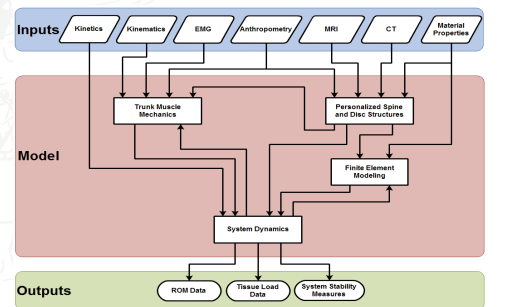 Inputs
Kinetics
Kinematics
EMG
Anthropometry
MRI
CT
Material
Properties
Model
Trunk Muscle
Mechanics
Personalized Spine
and Disc Structures
Finite Element
Modeling
System Dynamics
Outputs
ROM Data
Tissue Load
Data
System Stability
Measures